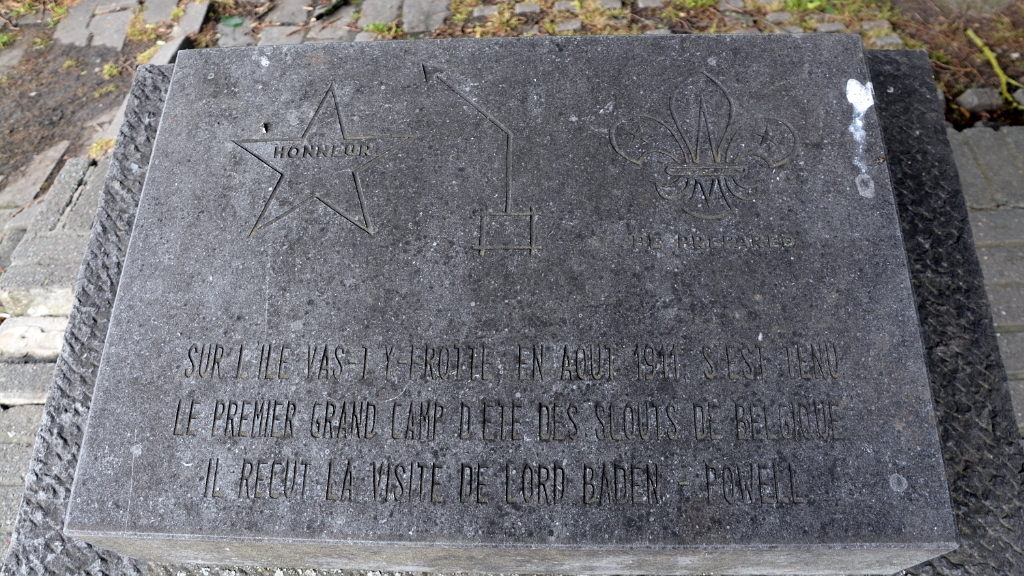 HONNEUR
BE PREPARED
SUR L'ILE VAS-T'Y-FROTTE, EN AOUT 1911, S'EST TENU
LE PREMIER GRAND CAMP D'ETE DES SCOUTS DE BELGIQUE.
IL RECUT LA VISITE DE LORD BADEN - POWELL.